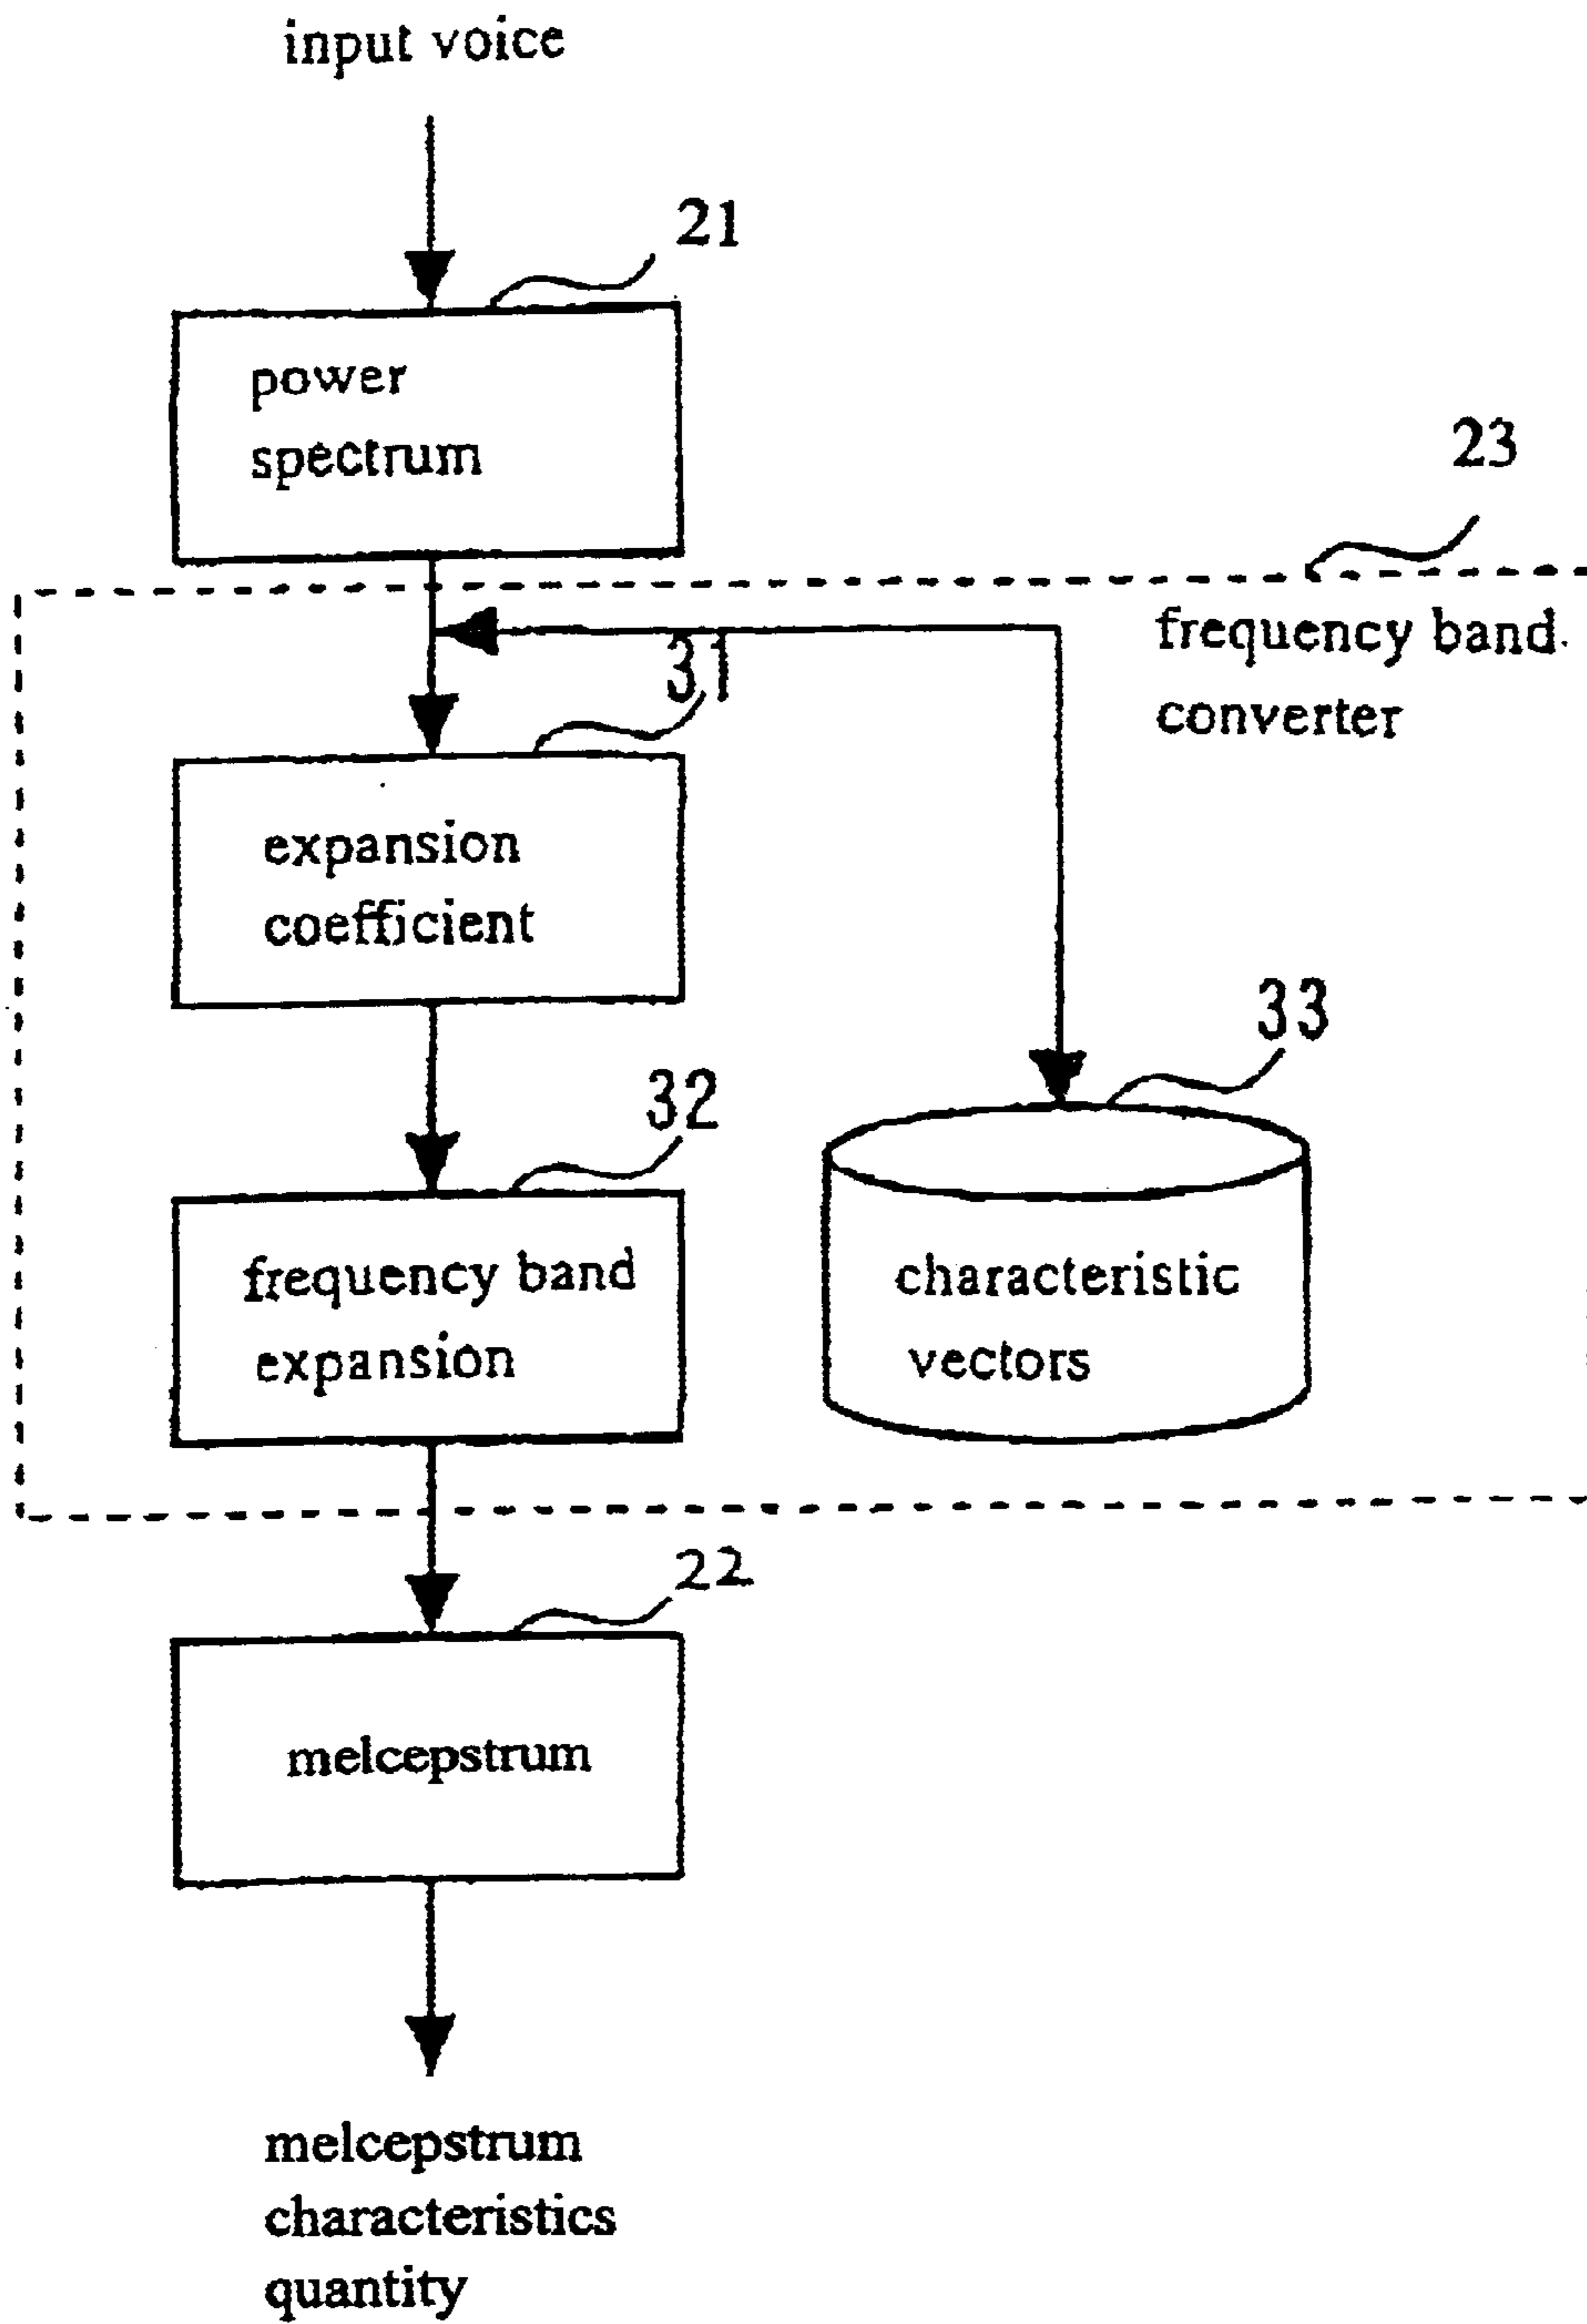 input voice
21
power
spectrum
23
frequency band
converter
31
expansion
coefficient
33
32
frequency band
expansion
characteristic
vectors
22
melcepstrum
melcepstrum
characteristics
quantity